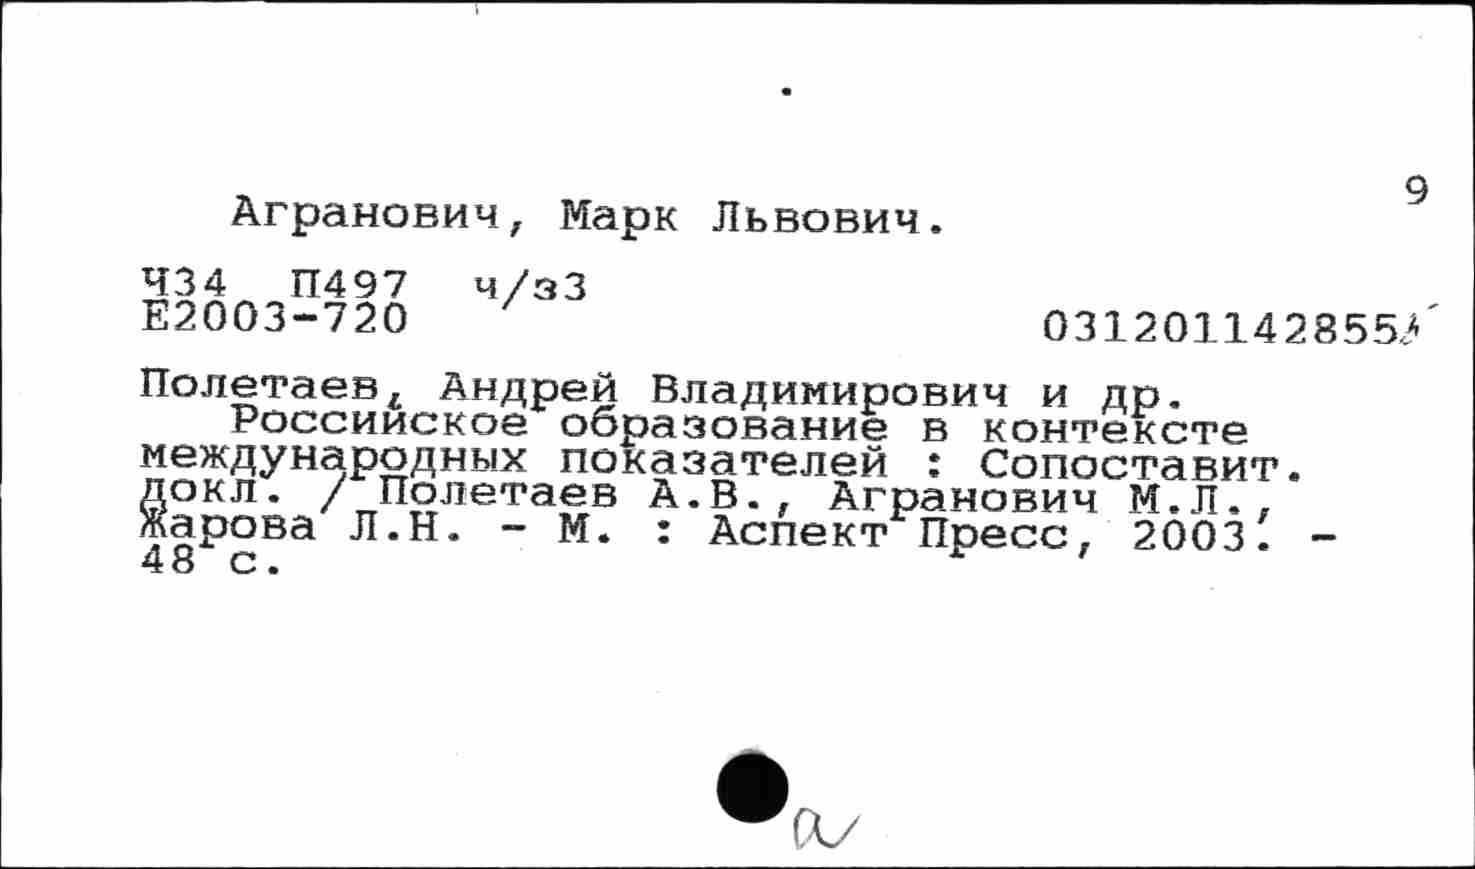 9
Агранович, Марк Львович.
Ч34 П497 ч/з3
Е2003-720
031201142855
Полетаев, Андрей Владимирович и др.
Российское образование в контексте
международных показателей : Сопоставит.
докл. / Полетаев А.В., Агранович М.Л.,
Жарова Л.Н. - М. : Аспект Пресс, 2003. -
48 с.
а